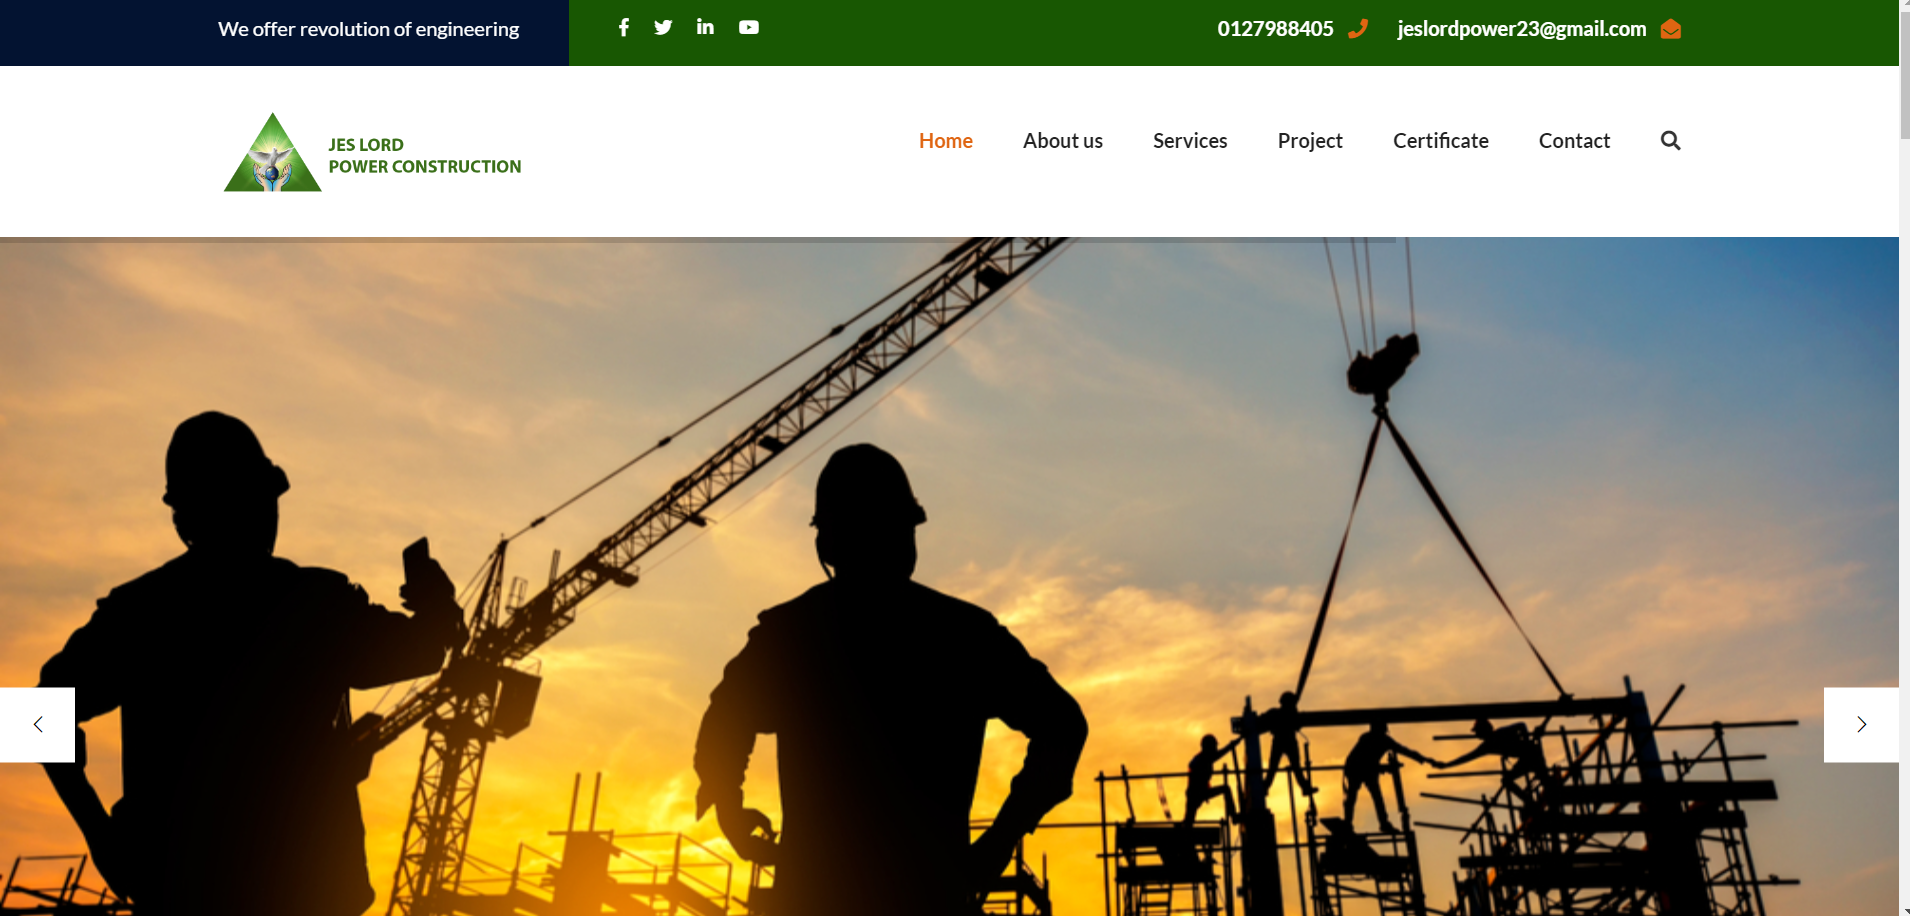 We offer revolution of engineering
0127988405
jeslordpower23@gmail.com
JES LORD
POWER CONSTRUCTION
Home
About us
Services
Project
Certificate
Contact